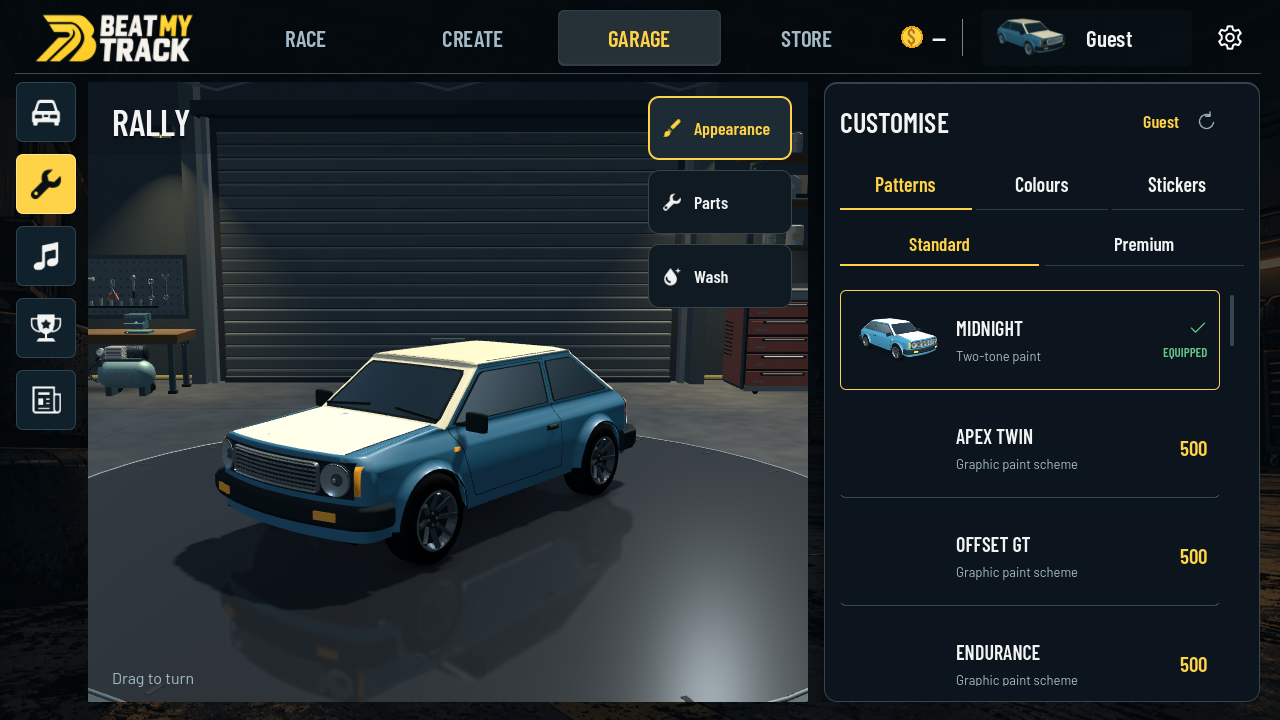 BEAT MY
TRACK
RACE
CREATE
GARAGE
STORE
–
Guest
RALLY
Appearance
Parts
Wash
Drag to turn
CUSTOMISE
Guest
Patterns
Colours
Stickers
Standard
Premium
MIDNIGHT
Two-tone paint
EQUIPPED
APEX TWIN
Graphic paint scheme
500
OFFSET GT
Graphic paint scheme
500
ENDURANCE
Graphic paint scheme
500